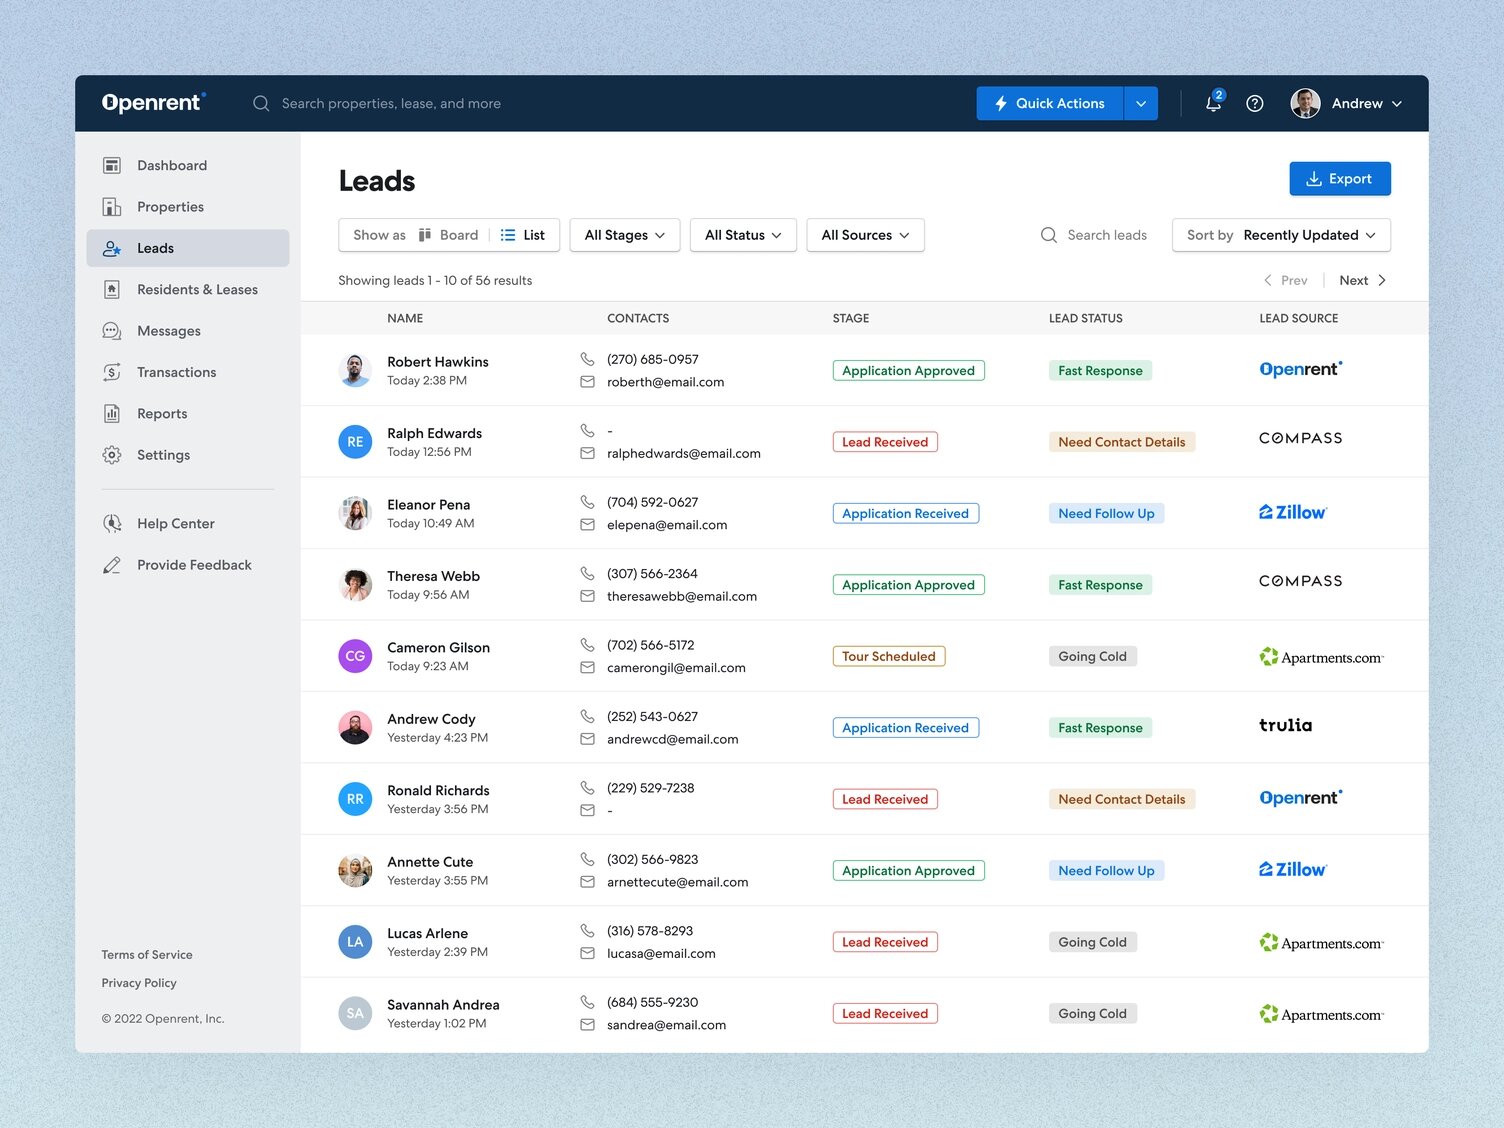 Openrent
Search properties, lease, and more
Quick Actions
2
Andrew
Dashboard
Properties
Leads
Residents & Leases
Messages
Transactions
Reports
Settings
Help Center
Provide Feedback
Terms of Service
Privacy Policy
© 2022 Openrent, Inc.
Leads
Export
Show as Board List All Stages All Status All Sources Search leads Sort by Recently Updated
Showing leads 1 - 10 of 56 results Prev Next
NAME CONTACTS STAGE LEAD STATUS LEAD SOURCE
Robert Hawkins
Today 2:38 PM
(270) 685-0957
roberth@email.com
Application Approved
Fast Response
Openrent
RE
Ralph Edwards
Today 12:56 PM
-
ralphedwards@email.com
Lead Received
Need Contact Details
COMPASS
Eleanor Pena
Today 10:49 AM
(704) 592-0627
elepena@email.com
Application Received
Need Follow Up
Zillow
Theresa Webb
Today 9:56 AM
(307) 566-2364
theresawebb@email.com
Application Approved
Fast Response
COMPASS
CG
Cameron Gilson
Today 9:23 AM
(702) 566-5172
camerongil@email.com
Tour Scheduled
Going Cold
Apartments.com
Andrew Cody
Yesterday 4:23 PM
(252) 543-0627
andrewcd@email.com
Application Received
Fast Response
trulia
RR
Ronald Richards
Yesterday 3:56 PM
(229) 529-7238
-
Lead Received
Need Contact Details
Openrent
Annette Cute
Yesterday 3:55 PM
(302) 566-9823
arnettecute@email.com
Application Approved
Need Follow Up
Zillow
LA
Lucas Arlene
Yesterday 2:39 PM
(316) 578-8293
lucasa@email.com
Lead Received
Going Cold
Apartments.com
SA
Savannah Andrea
Yesterday 1:02 PM
(684) 555-9230
sandrea@email.com
Lead Received
Going Cold
Apartments.com